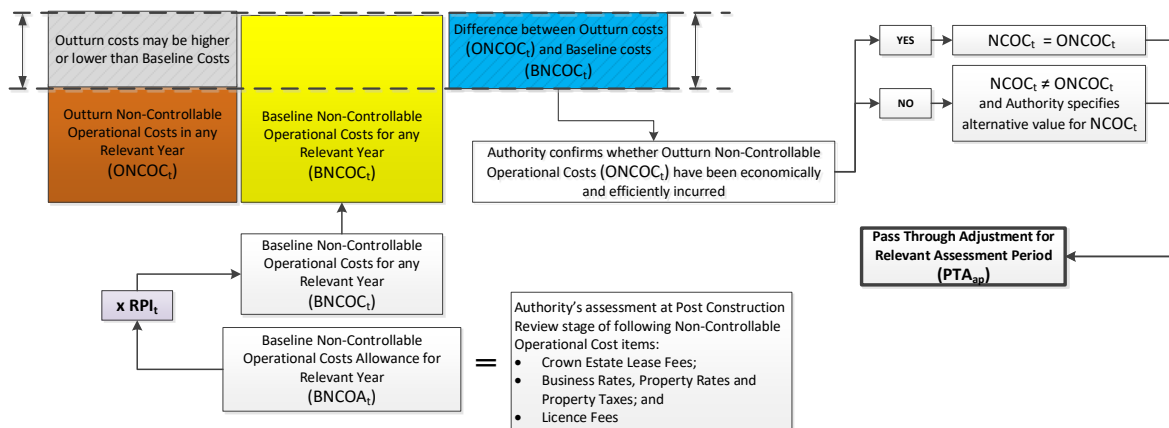 Outturn costs may be higher
or lower than Baseline Costs
Outturn Non-Controllable
Operational Costs in any
Relevant Year
(ONCOCt)
Baseline Non-Controllable
Operational Costs for any
Relevant Year
(BNCOCt)
Difference between Outturn costs
(ONCOCt) and Baseline costs
(BNCOCt)
YES
NCOCt = ONCOCt
NO
NCOCt ≠ ONCOCt
and Authority specifies
alternative value for NCOCt
Authority confirms whether Outturn Non-Controllable
Operational Costs (ONCOCt) have been economically
and efficiently incurred
Pass Through Adjustment for
Relevant Assessment Period
(PTAap)
Baseline Non-Controllable
Operational Costs for any
Relevant Year
(BNCOCt)
x RPIt
Baseline Non-Controllable
Operational Costs Allowance for
Relevant Year
(BNCOAt)
=
Authority's assessment at Post Construction
Review stage of following Non-Controllable
Operational Cost items:
• Crown Estate Lease Fees;
• Business Rates, Property Rates and
Property Taxes; and
• Licence Fees